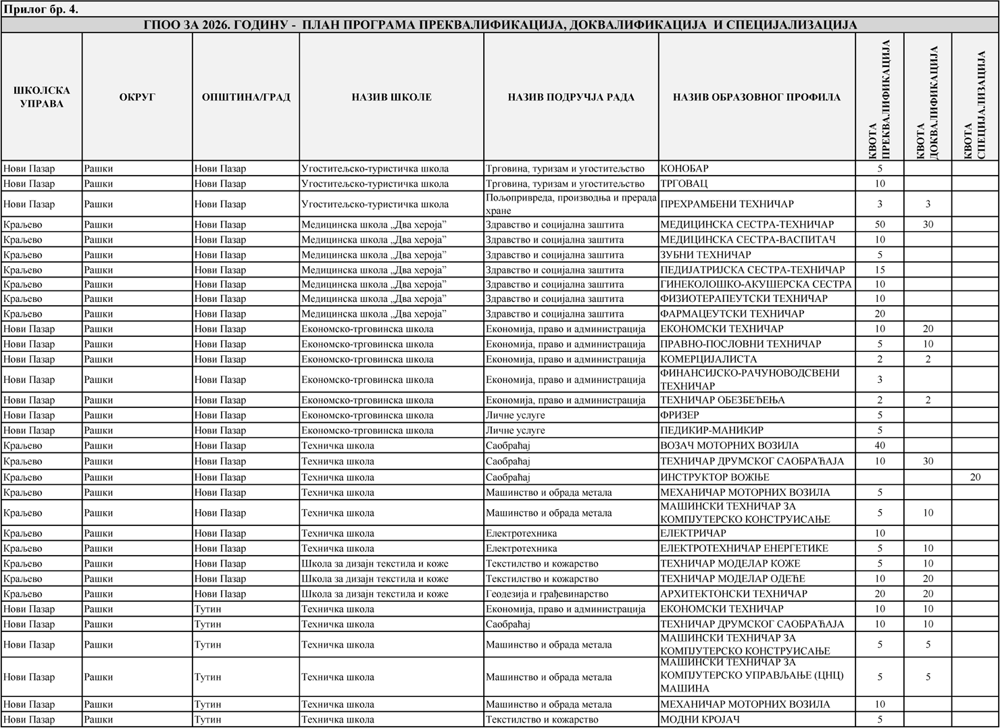 Прилог бр. 4.
ГПОО ЗА 2026. ГОДИНУ - ПЛАН ПРОГРАМА ПРЕКВАЛИФИКАЦИЈА, ДОКВАЛИФИКАЦИЈА И СПЕЦИЈАЛИЗАЦИЈА
ШКОЛСКА УПРАВА ОКРУГ ОПШТИНА/ГРАД НАЗИВ ШКОЛЕ НАЗИВ ПОДРУЧЈА РАДА НАЗИВ ОБРАЗОВНОГ ПРОФИЛА КВОТА ПРЕКВАЛИФИКАЦИЈА КВОТА ДОКВАЛИФИКАЦИЈА КВОТА СПЕЦИЈАЛИЗАЦИЈА
Нови Пазар Рашки Нови Пазар Угоститељско-туристичка школа Трговина, туризам и угоститељство КОНОБАР 5
Нови Пазар Рашки Нови Пазар Угоститељско-туристичка школа Трговина, туризам и угоститељство ТРГОВАЦ 10
Нови Пазар Рашки Нови Пазар Угоститељско-туристичка школа Пољопривреда, производња и прерада хране ПРЕХРАМБЕНИ ТЕХНИЧАР 3 3
Краљево Рашки Нови Пазар Медицинска школа „Два хероја” Здравство и социјална заштита МЕДИЦИНСКА СЕСТРА-ТЕХНИЧАР 50 30
Краљево Рашки Нови Пазар Медицинска школа „Два хероја” Здравство и социјална заштита МЕДИЦИНСКА СЕСТРА-ВАСПИТАЧ 10
Краљево Рашки Нови Пазар Медицинска школа „Два хероја” Здравство и социјална заштита ЗУБНИ ТЕХНИЧАР 5
Краљево Рашки Нови Пазар Медицинска школа „Два хероја” Здравство и социјална заштита ПЕДИЈАТРИЈСКА СЕСТРА-ТЕХНИЧАР 15
Краљево Рашки Нови Пазар Медицинска школа „Два хероја” Здравство и социјална заштита ГИНЕКОЛОШКО-АКУШЕРСКА СЕСТРА 10
Краљево Рашки Нови Пазар Медицинска школа „Два хероја” Здравство и социјална заштита ФИЗИОТЕРАПЕУТСКИ ТЕХНИЧАР 10
Краљево Рашки Нови Пазар Медицинска школа „Два хероја” Здравство и социјална заштита ФАРМАЦЕУТСКИ ТЕХНИЧАР 20
Нови Пазар Рашки Нови Пазар Економско-трговинска школа Економија, право и администрација ЕКОНОМСКИ ТЕХНИЧАР 10 20
Нови Пазар Рашки Нови Пазар Економско-трговинска школа Економија, право и администрација ПРАВНО-ПОСЛОВНИ ТЕХНИЧАР 5 10
Нови Пазар Рашки Нови Пазар Економско-трговинска школа Економија, право и администрација КОМЕРЦИЈАЛИСТА 2 2
Нови Пазар Рашки Нови Пазар Економско-трговинска школа Економија, право и администрација ФИНАНСИЈСКО-РАЧУНОВОДСВЕНИ ТЕХНИЧАР 3
Нови Пазар Рашки Нови Пазар Економско-трговинска школа Економија, право и администрација ТЕХНИЧАР ОБЕЗБЕЂЕЊА 2 2
Нови Пазар Рашки Нови Пазар Економско-трговинска школа Личне услуге ФРИЗЕР 5
Нови Пазар Рашки Нови Пазар Економско-трговинска школа Личне услуге ПЕДИКИР-МАНИКИР 5
Краљево Рашки Нови Пазар Техничка школа Саобраћај ВОЗАЧ МОТОРНИХ ВОЗИЛА 40
Краљево Рашки Нови Пазар Техничка школа Саобраћај ТЕХНИЧАР ДРУМСКОГ САОБРАЋАЈА 10 30
Краљево Рашки Нови Пазар Техничка школа Саобраћај ИНСТРУКТОР ВОЖЊЕ 20
Краљево Рашки Нови Пазар Техничка школа Машинство и обрада метала МЕХАНИЧАР МОТОРНИХ ВОЗИЛА 5
Краљево Рашки Нови Пазар Техничка школа Машинство и обрада метала МАШИНСКИ ТЕХНИЧАР ЗА КОМПЈУТЕРСКО КОНСТРУИСАЊЕ 5 10
Краљево Рашки Нови Пазар Техничка школа Електротехника ЕЛЕКТРИЧАР 10
Краљево Рашки Нови Пазар Техничка школа Електротехника ЕЛЕКТРОТЕХНИЧАР ЕНЕРГЕТИКЕ 5 10
Краљево Рашки Нови Пазар Школа за дизајн текстила и коже Текстилство и кожарство ТЕХНИЧАР МОДЕЛАР КОЖЕ 5 10
Краљево Рашки Нови Пазар Школа за дизајн текстила и коже Текстилство и кожарство ТЕХНИЧАР МОДЕЛАР ОДЕЋЕ 10 20
Краљево Рашки Нови Пазар Школа за дизајн текстила и коже Геодезија и грађевинарство АРХИТЕКТОНСКИ ТЕХНИЧАР 20 20
Нови Пазар Рашки Тутин Техничка школа Економија, право и администрација ЕКОНОМСКИ ТЕХНИЧАР 10 10
Нови Пазар Рашки Тутин Техничка школа Саобраћај ТЕХНИЧАР ДРУМСКОГ САОБРАЋАЈА 10 10
Нови Пазар Рашки Тутин Техничка школа Машинство и обрада метала МАШИНСКИ ТЕХНИЧАР ЗА КОМПЈУТЕРСКО КОНСТРУИСАЊЕ 5 5
Нови Пазар Рашки Тутин Техничка школа Машинство и обрада метала МАШИНСКИ ТЕХНИЧАР ЗА КОМПЈУТЕРСКО УПРАВЉАЊЕ (ЦНЦ) МАШИНА 5 5
Нови Пазар Рашки Тутин Техничка школа Машинство и обрада метала МЕХАНИЧАР МОТОРНИХ ВОЗИЛА 10
Нови Пазар Рашки Тутин Техничка школа Текстилство и кожарство МОДНИ КРОЈАЧ 5